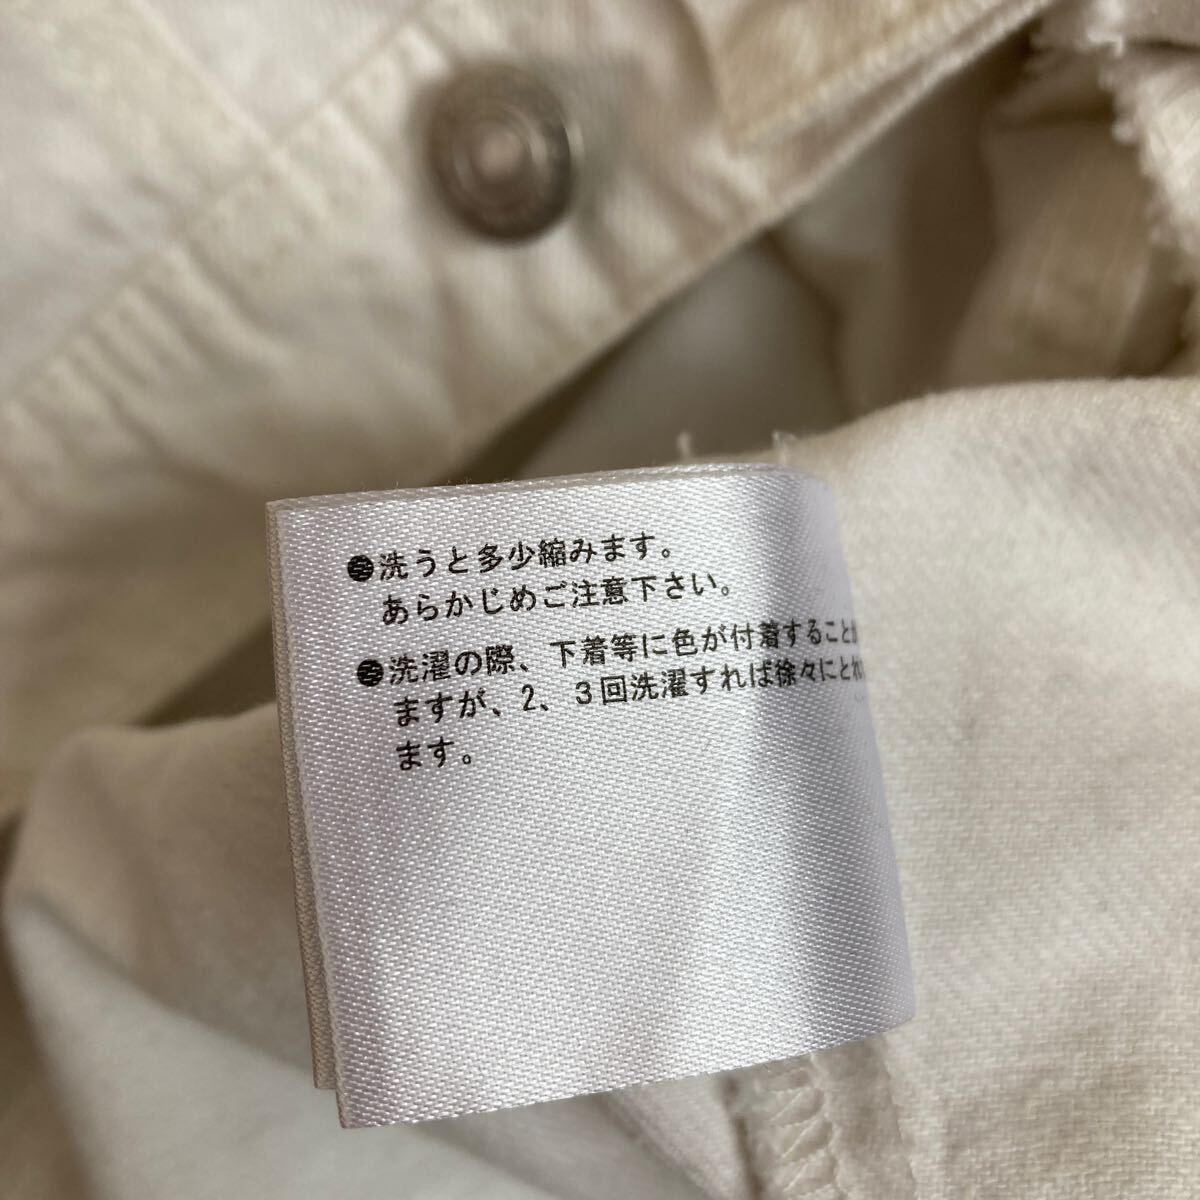 ●洗うと多少縮みます。
あらかじめご注意下さい。
●洗濯の際、下着等に色が付着すること
ますが、2、3回洗濯すれば徐々にとれ
ます。